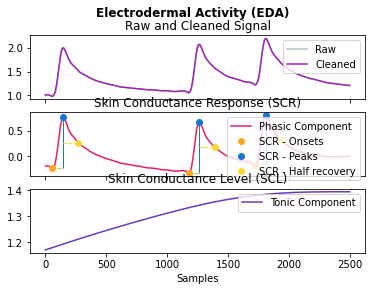 Electrodermal Activity (EDA)
Raw and Cleaned Signal
2.0
1.5
1.0
Raw
Cleaned
Skin Conductance Response (SCR)
0.5
0.0
Phasic Component
SCR - Onsets
SCR - Peaks
SCR - Half recovery
Skin Conductance Level (SCL)
1.4
1.3
1.2
Tonic Component
0 500 1000 1500 2000 2500
Samples